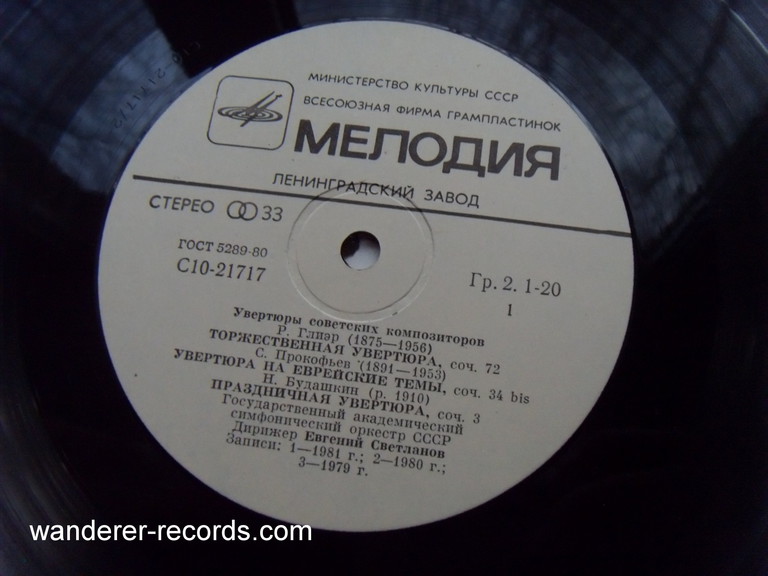 МИНИСТЕРСТВО КУЛЬТУРЫ СССР
ВСЕСОЮЗНАЯ ФИРМА ГРАМПЛАСТИНОК
МЕЛОДИЯ
ЛЕНИНГРАДСКИЙ ЗАВОД
СТЕРЕО 33
ГОСТ 5289-80
С10-21717
Гр. 2. 1-20
1
Увертюры советских композиторов
Р. Глиэр (1875—1956)
ТОРЖЕСТВЕННАЯ УВЕРТЮРА, соч. 72
С. Прокофьев (1891—1953)
УВЕРТЮРА НА ЕВРЕЙСКИЕ ТЕМЫ, соч. 34 bis
Н. Будашкин (р. 1910)
ПРАЗДНИЧНАЯ УВЕРТЮРА, соч. 3
Государственный академический
симфонический оркестр СССР
Дирижер Евгений Светланов
Записи: 1—1981 г.; 2—1980 г.;
3—1979 г.
wanderer-records.com